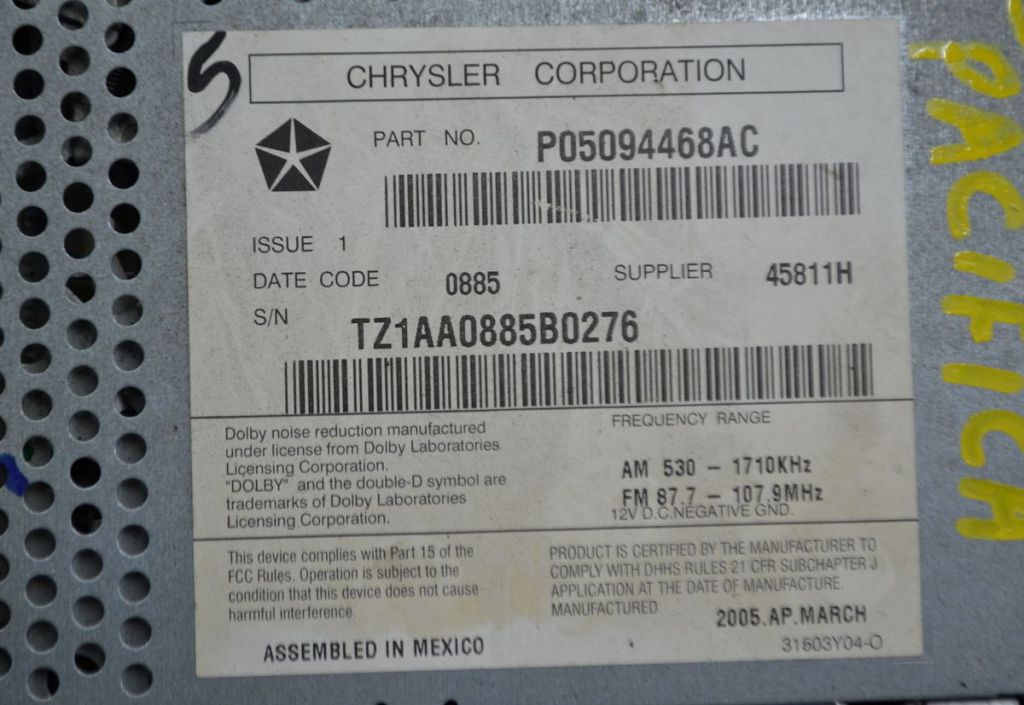 5
CHRYSLER CORPORATION
PART NO. P05094468AC
ISSUE 1
DATE CODE 0885 SUPPLIER 45811H
S/N TZ1AA0885B0276
Dolby noise reduction manufactured
under license from Dolby Laboratories
Licensing Corporation.
"DOLBY" and the double-D symbol are
trademarks of Dolby Laboratories
Licensing Corporation.
FREQUENCY RANGE
AM 530 - 1710KHz
FM 87.7 - 107.9MHz
12V D.C.NEGATIVE GND.
This device complies with Part 15 of the
FCC Rules. Operation is subject to the
condition that this device does not cause
harmful interference.
PRODUCT IS CERTIFIED BY THE MANUFACTURER TO
COMPLY WITH DHHS RULES 21 CFR SUBCHAPTER J
APPLICATION AT THE DATE OF MANUFACTURE.
MANUFACTURED 2005.AP.MARCH
ASSEMBLED IN MEXICO
31603Y04-O
PACIFICA